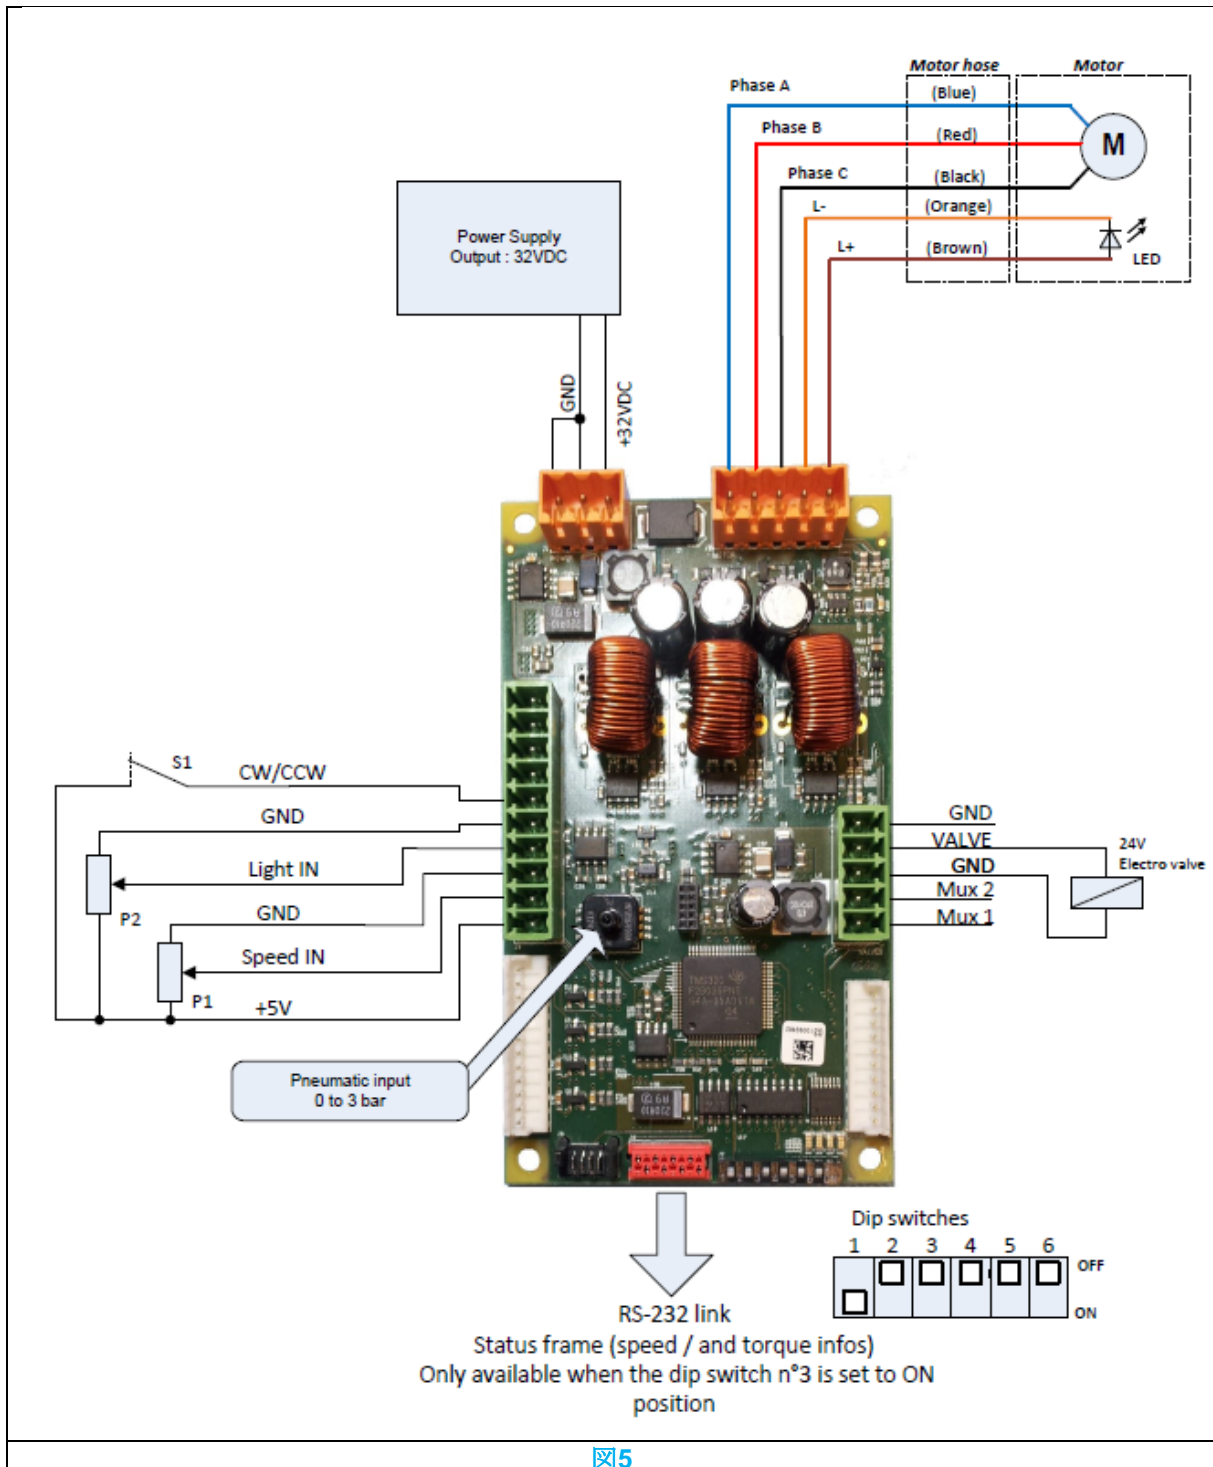 Motor hose
Motor
Phase A
(Blue)
Phase B
(Red)
M
Phase C
(Black)
L-
(Orange)
L+
(Brown)
LED
Power Supply
Output : 32VDC
GND
+32VDC
S1
CW/CCW
GND
Light IN
P2
GND
Speed IN
P1
+5V
GND
VALVE
24V
Electro valve
GND
Mux 2
Mux 1
Pneumatic input
0 to 3 bar
Dip switches
1 2 3 4 5 6
OFF
ON
RS-232 link
Status frame (speed / and torque infos)
Only available when the dip switch n°3 is set to ON
position
図5